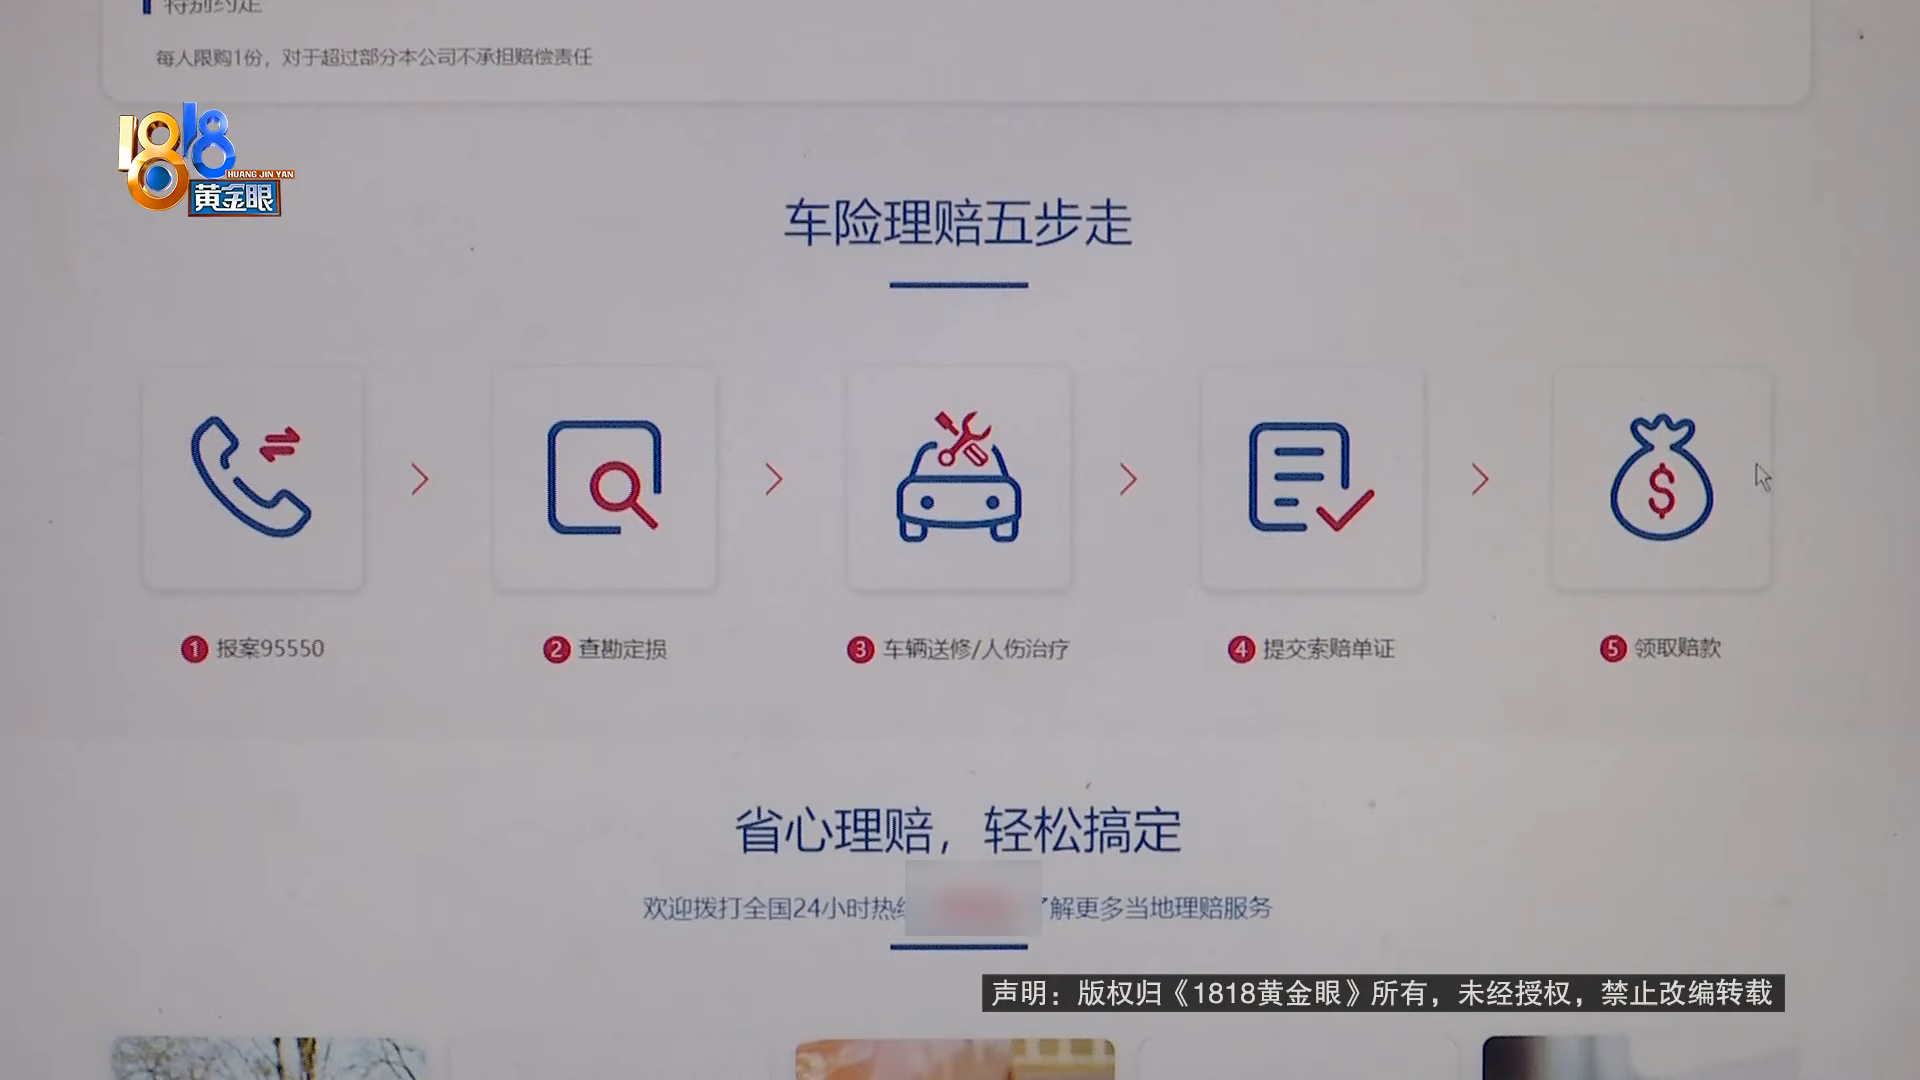 特别约定
每人限购1份，对于超过部分本公司不承担赔偿责任
1818
HUANG JIN YAN
黄金眼
车险理赔五步走
1 报案95550
2 查勘定损
3 车辆送修/人伤治疗
4 提交索赔单证
5 领取赔款
省心理赔，轻松搞定
欢迎拨打全国24小时热线 了解更多当地理赔服务
声明：版权归《1818黄金眼》所有，未经授权，禁止改编转载